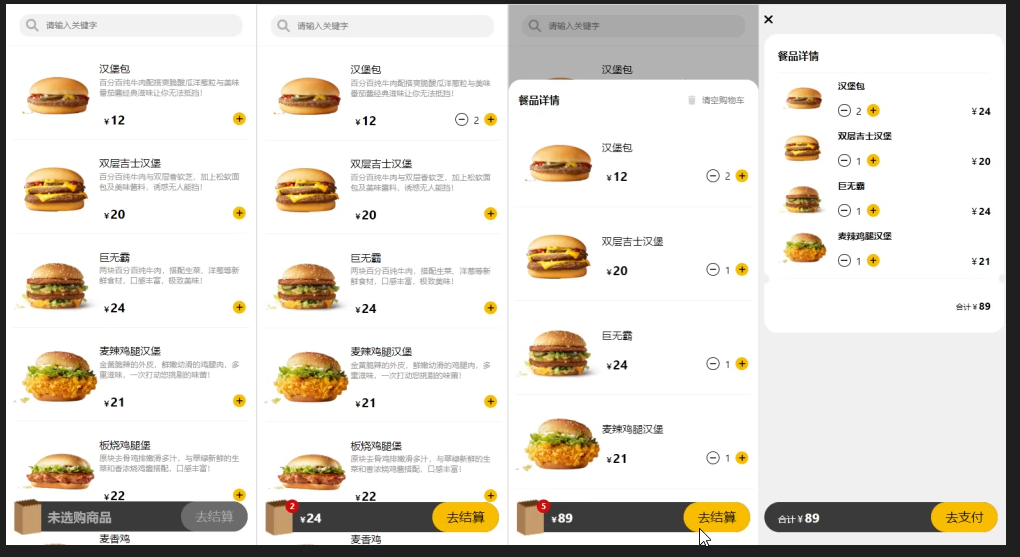 请输入关键字
汉堡包
百分百纯牛肉配搭爽脆酸瓜洋葱粒与美味
番茄酱经典滋味让你无法抵挡！
¥12
双层吉士汉堡
百分百纯牛肉与双层香软芝，加上松软面
包及美味酱料，诱惑无人能挡！
¥20
巨无霸
两块百分百纯牛肉，搭配生菜、洋葱等新
鲜食材，口感丰富，极致美味！
¥24
麦辣鸡腿汉堡
金黄脆辣的外皮，鲜嫩幼滑的鸡腿肉，多
重滋味，一次打动您挑剔的味蕾！
¥21
板烧鸡腿堡
原块去骨鸡排嫩滑多汁，与翠绿新鲜的生
菜和香浓烧鸡酱搭配，口感丰富！
¥22
未选购商品
去结算
麦香鸡
请输入关键字
汉堡包
百分百纯牛肉配搭爽脆酸瓜洋葱粒与美味
番茄酱经典滋味让你无法抵挡！
¥12
2
双层吉士汉堡
百分百纯牛肉与双层香软芝，加上松软面
包及美味酱料，诱惑无人能挡！
¥20
巨无霸
两块百分百纯牛肉，搭配生菜、洋葱等新
鲜食材，口感丰富，极致美味！
¥24
麦辣鸡腿汉堡
金黄脆辣的外皮，鲜嫩幼滑的鸡腿肉，多
重滋味，一次打动您挑剔的味蕾！
¥21
板烧鸡腿堡
原块去骨鸡排嫩滑多汁，与翠绿新鲜的生
菜和香浓烧鸡酱搭配，口感丰富！
¥22
2
¥24
去结算
麦香鸡
请输入关键字
汉堡包
餐品详情
清空购物车
汉堡包
¥12
2
双层吉士汉堡
¥20
1
巨无霸
¥24
1
麦辣鸡腿汉堡
¥21
1
5
¥89
去结算
餐品详情
汉堡包
2
¥24
双层吉士汉堡
1
¥20
巨无霸
1
¥24
麦辣鸡腿汉堡
1
¥21
合计¥89
合计¥89
去支付